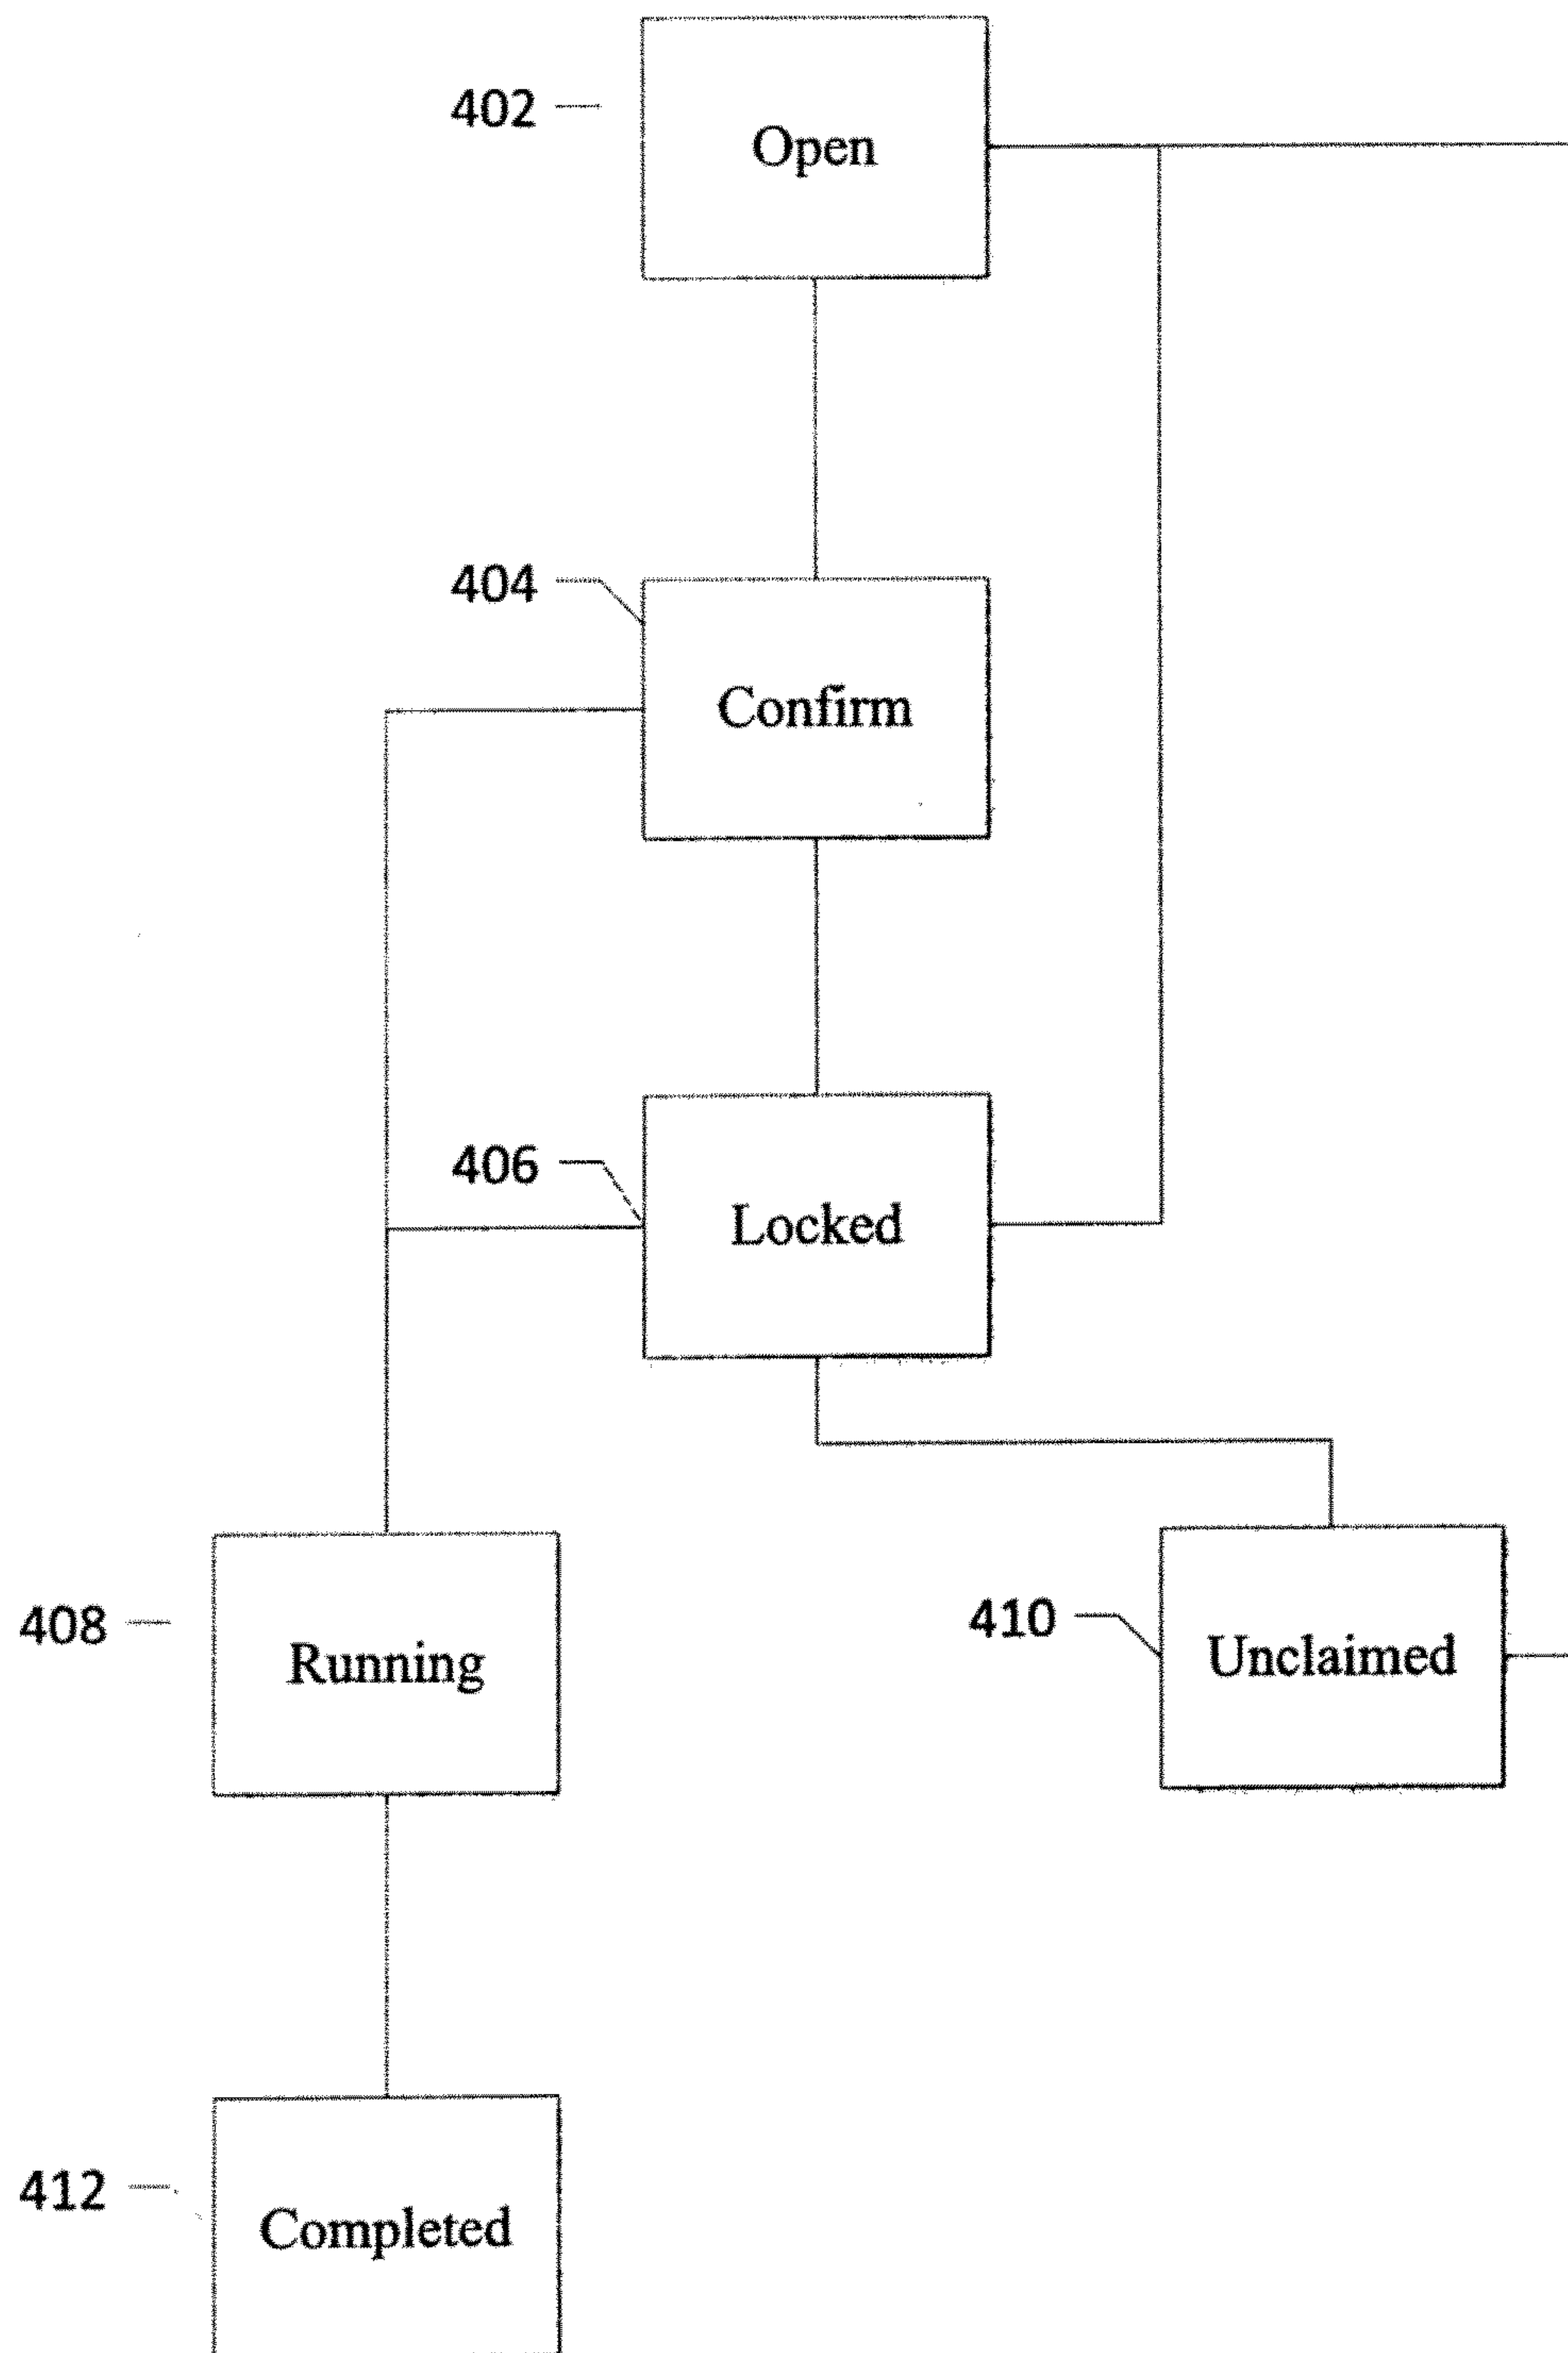 402
Open
404
Confirm
406
Locked
408
Running
410
Unclaimed
412
Completed